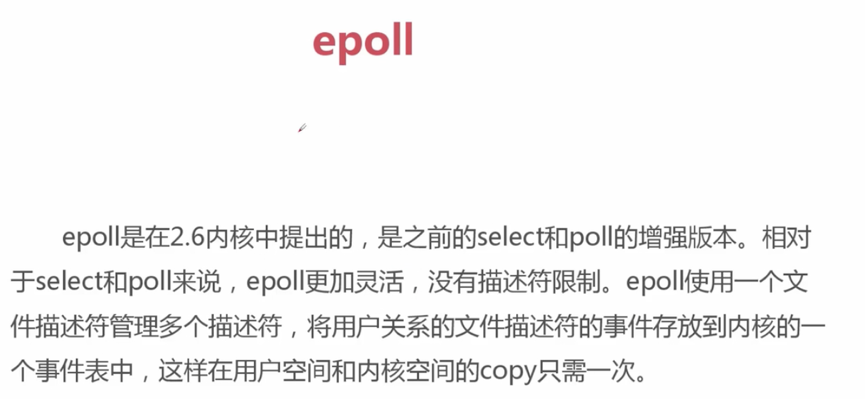 epoll
epoll是在2.6内核中提出的，是之前的select和poll的增强版本。相对
于select和poll来说，epoll更加灵活，没有描述符限制。epoll使用一个文
件描述符管理多个描述符，将用户关系的文件描述符的事件存放到内核的一
个事件表中，这样在用户空间和内核空间的copy只需一次。